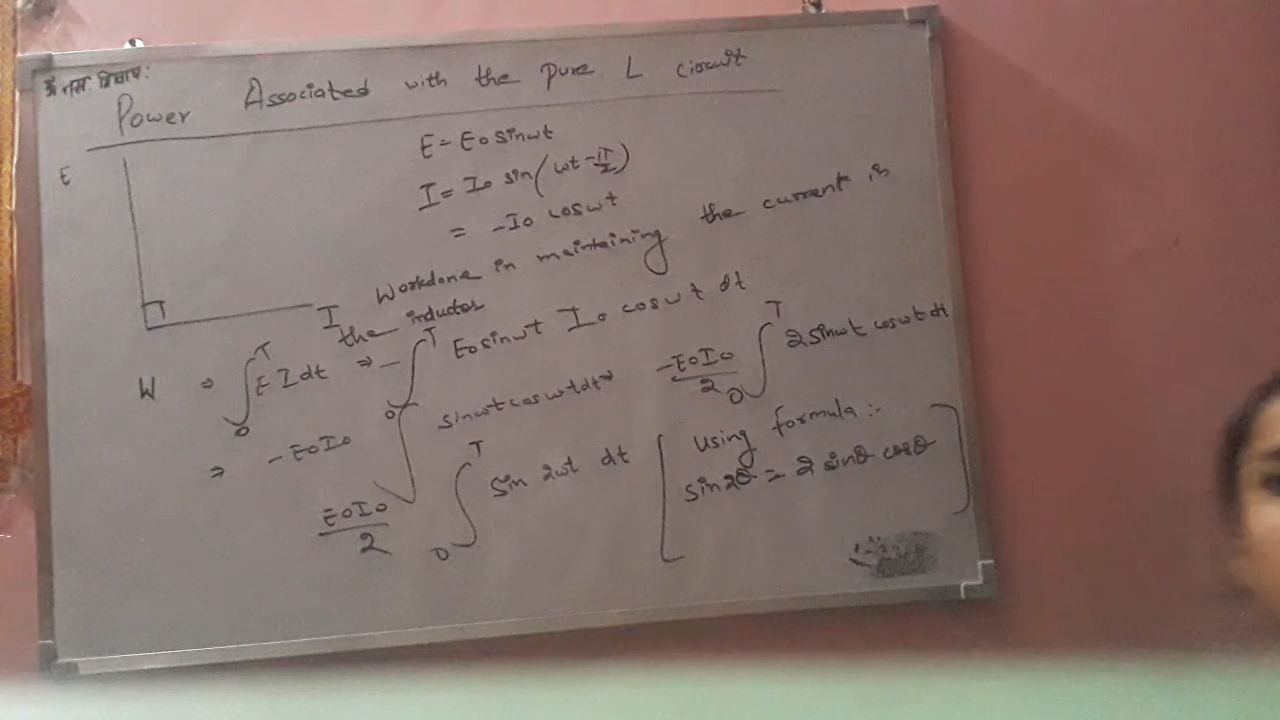 Power Associated with the pure L circuit
E
E = E0 sinωt
I = I0 sin(ωt - π/2)
= -I0 cosωt
I
Workdone in maintaining the current is
the inductor
W ⇒ ∫₀ᵀ E I dt ⇒ - ∫₀ᵀ E0 sinωt I0 cosωt dt
⇒ -E0I0 ∫ sinωt cosωt dt ⇒ -E0I0/2 ∫₀ᵀ 2 sinωt cosωt dt
E0I0/2 ∫₀ᵀ Sin 2ωt dt [Using formula :-
sin2θ = 2 sinθ cosθ]